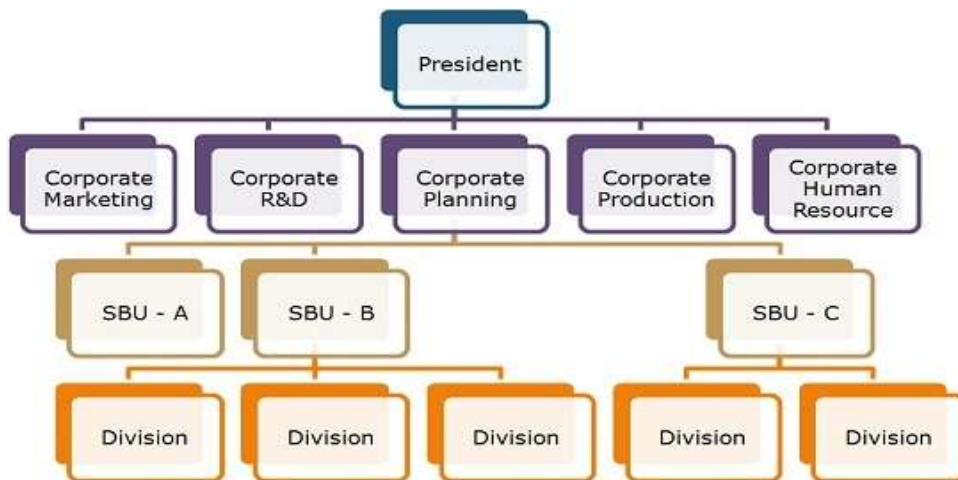 President
Corporate
Marketing
Corporate
R&D
Corporate
Planning
Corporate
Production
Corporate
Human
Resource
SBU - A
SBU - B
SBU - C
Division
Division
Division
Division
Division